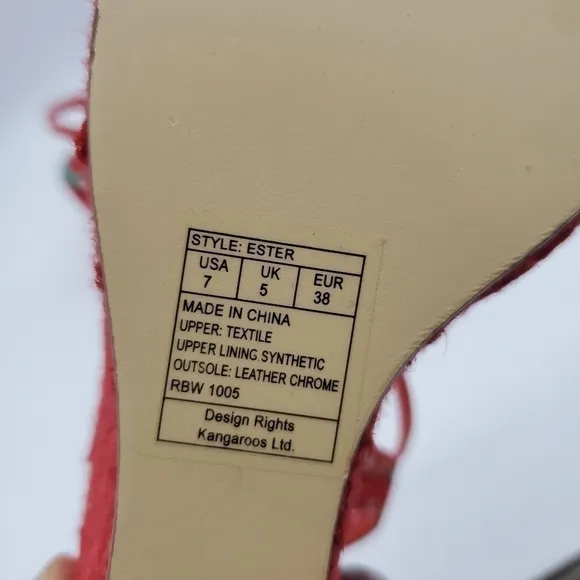 STYLE: ESTER
USA UK EUR
7 5 38
MADE IN CHINA
UPPER: TEXTILE
UPPER LINING SYNTHETIC
OUTSOLE: LEATHER CHROME
RBW 1005
Design Rights
Kangaroos Ltd.